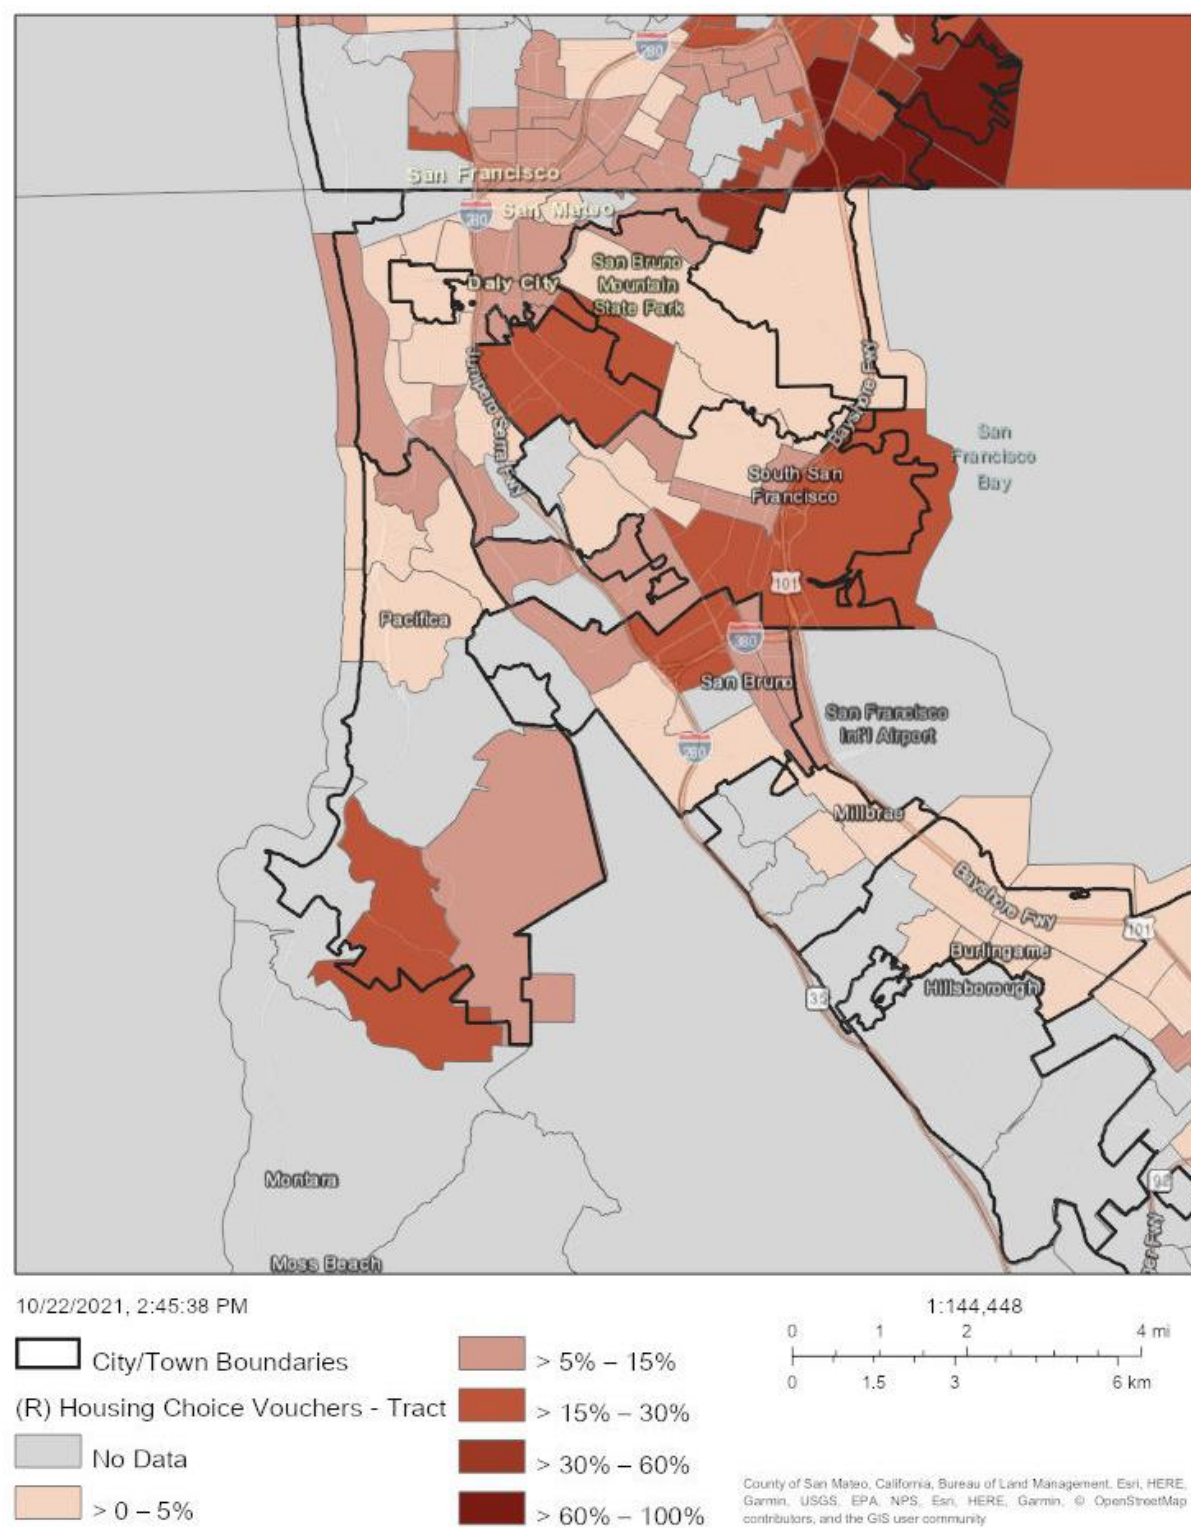 280
San Francisco
280
San Mateo
Daly City
San Bruno
Mountain
State Park
Junipero Serra Fwy
Bayshore Fwy
San
Francisco
Bay
South San
Francisco
101
Pacifica
380
San Bruno
San Francisco
Int'l Airport
280
Millbrae
Bayshore Fwy
101
Burlingame
Hillsborough
35
Montara
Moss Beach
10/22/2021, 2:45:38 PM
City/Town Boundaries
(R) Housing Choice Vouchers - Tract
No Data
> 0 – 5%
> 5% – 15%
> 15% – 30%
> 30% – 60%
> 60% – 100%
1:144,448
0 1 2 4 mi
0 1.5 3 6 km
County of San Mateo, California, Bureau of Land Management, Esri, HERE,
Garmin, USGS, EPA, NPS, Esri, HERE, Garmin, © OpenStreetMap
contributors, and the GIS user community